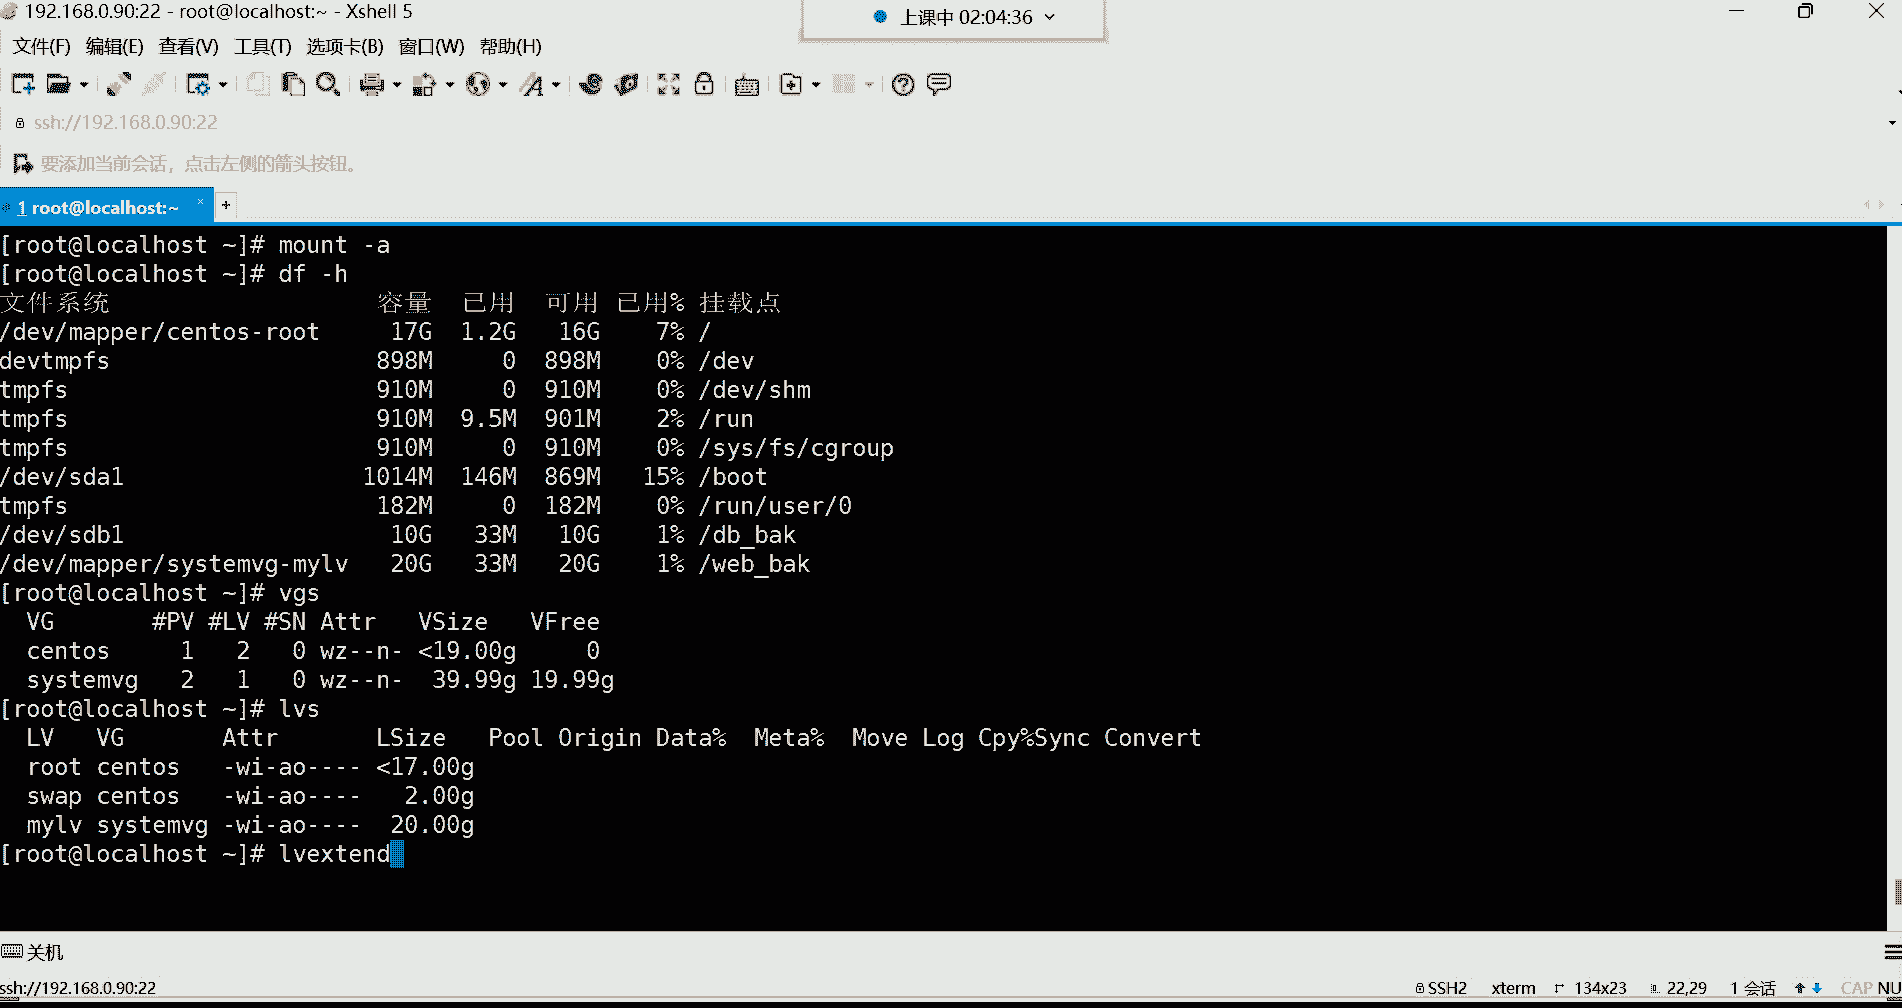 192.168.0.90:22 - root@localhost:~ - Xshell 5
上课中 02:04:36
文件(F) 编辑(E) 查看(V) 工具(T) 选项卡(B) 窗口(W) 帮助(H)
ssh://192.168.0.90:22
要添加当前会话，点击左侧的箭头按钮。
1 root@localhost:~ × +
[root@localhost ~]# mount -a
[root@localhost ~]# df -h
文件系统 容量 已用 可用 已用% 挂载点
/dev/mapper/centos-root 17G 1.2G 16G 7% /
devtmpfs 898M 0 898M 0% /dev
tmpfs 910M 0 910M 0% /dev/shm
tmpfs 910M 9.5M 901M 2% /run
tmpfs 910M 0 910M 0% /sys/fs/cgroup
/dev/sda1 1014M 146M 869M 15% /boot
tmpfs 182M 0 182M 0% /run/user/0
/dev/sdb1 10G 33M 10G 1% /db_bak
/dev/mapper/systemvg-mylv 20G 33M 20G 1% /web_bak
[root@localhost ~]# vgs
VG #PV #LV #SN Attr VSize VFree
centos 1 2 0 wz--n- <19.00g 0
systemvg 2 1 0 wz--n- 39.99g 19.99g
[root@localhost ~]# lvs
LV VG Attr LSize Pool Origin Data% Meta% Move Log Cpy%Sync Convert
root centos -wi-ao---- <17.00g
swap centos -wi-ao---- 2.00g
mylv systemvg -wi-ao---- 20.00g
[root@localhost ~]# lvextend
关机
ssh://192.168.0.90:22 SSH2 xterm 134x23 22,29 1 会话 CAP NU